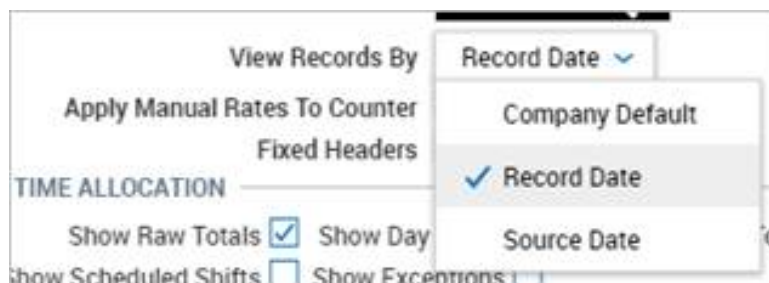 View Records By Record Date
Apply Manual Rates To Counter Company Default
Fixed Headers
Record Date
TIME ALLOCATION
Show Raw Totals Show Day Source Date
Show Scheduled Shifts Show Exceptions